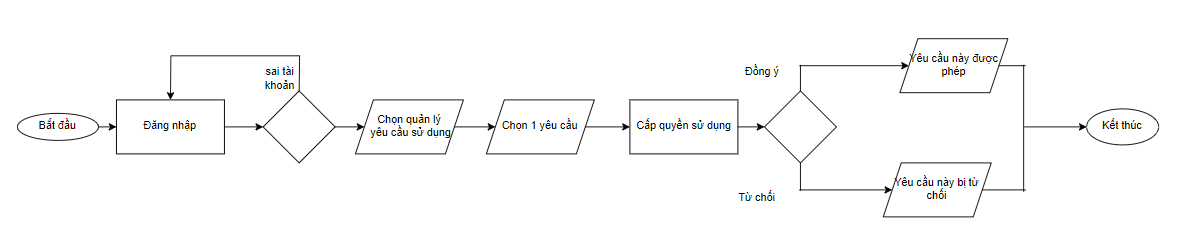 Bắt đầu
Đăng nhập
sai tài
khoản
Chọn quản lý
yêu cầu sử dụng
Chọn 1 yêu cầu
Cấp quyền sử dụng
Đồng ý
Yêu cầu này được
phép
Từ chối
Yêu cầu này bị từ
chối
Kết thúc